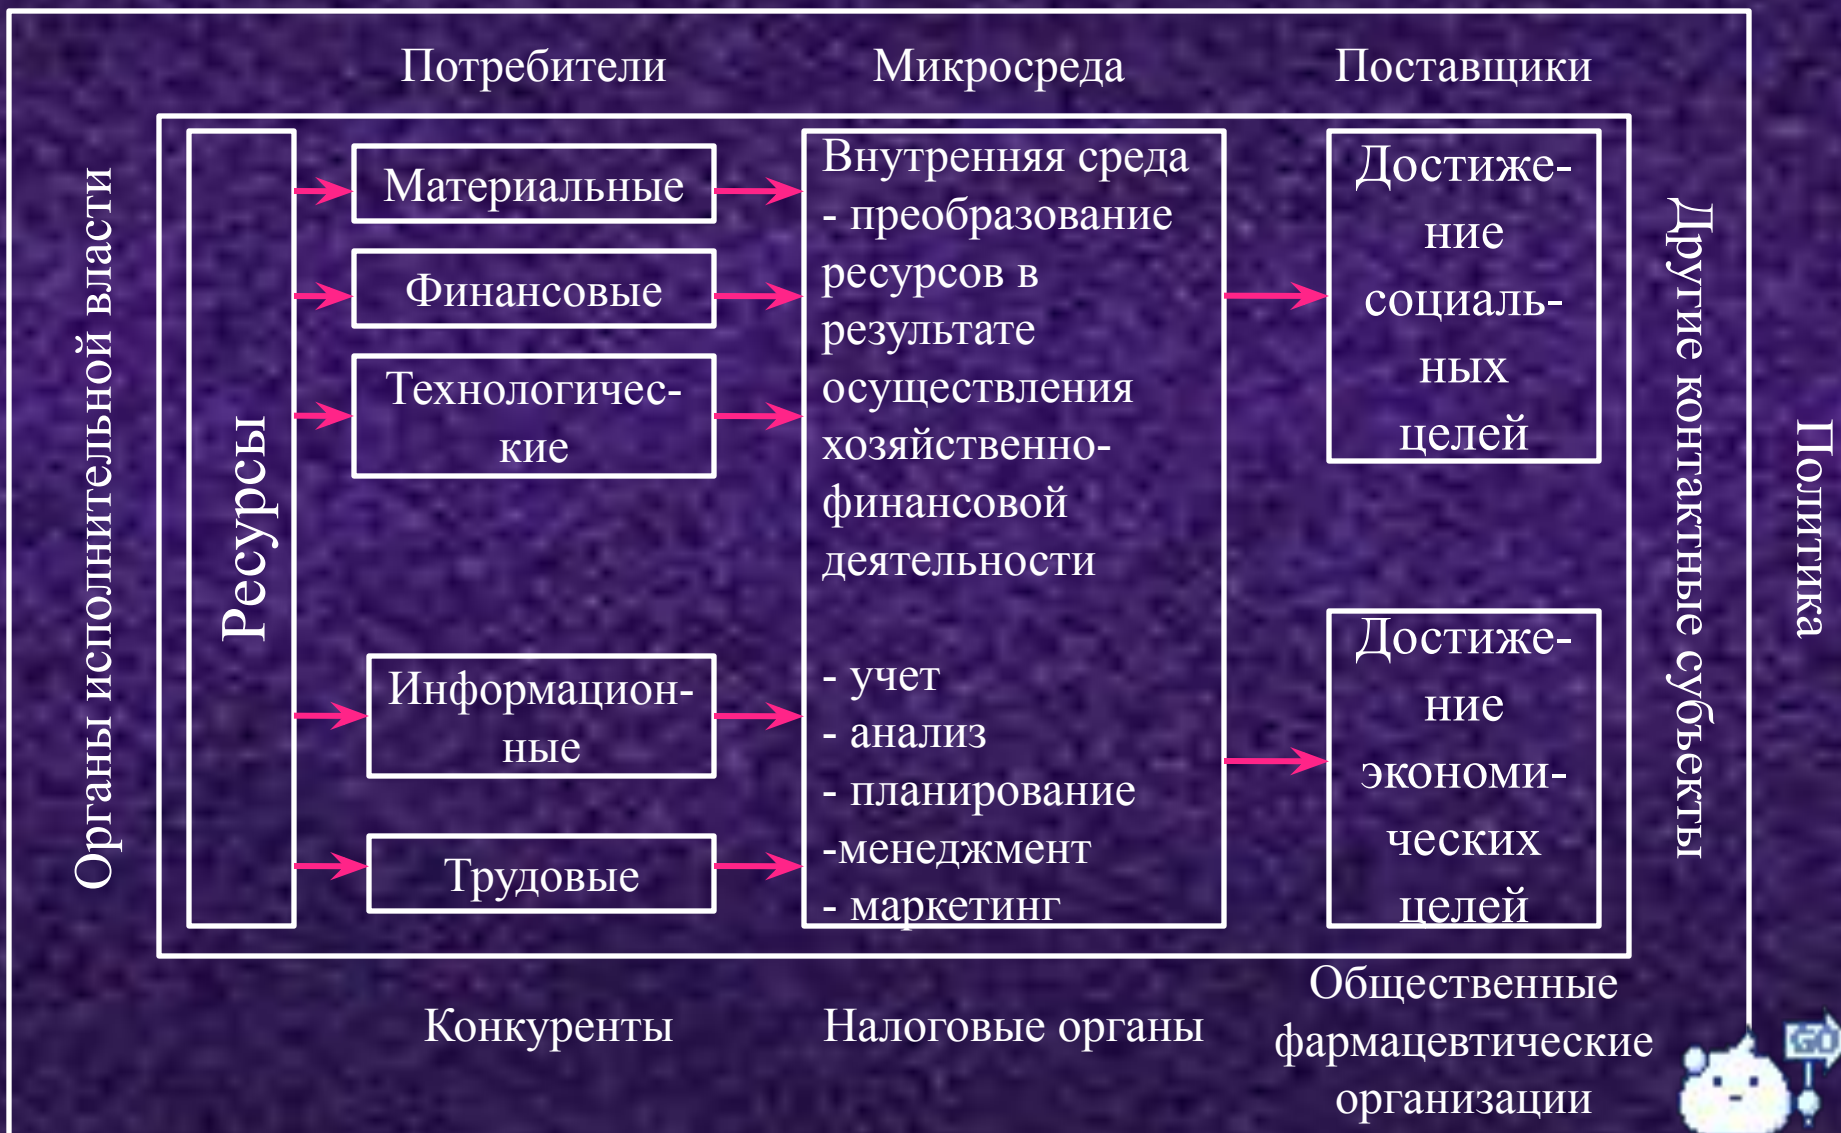 Потребители
Микросреда
Поставщики
Органы исполнительной власти
Ресурсы
Материальные
Финансовые
Технологичес-
кие
Информацион-
ные
Трудовые
Внутренняя среда
- преобразование
ресурсов в
результате
осуществления
хозяйственно-
финансовой
деятельности
- учет
- анализ
- планирование
-менеджмент
- маркетинг
Достиже-
ние
социаль-
ных
целей
Достиже-
ние
экономи-
ческих
целей
Другие контактные субъекты
Политика
Конкуренты
Налоговые органы
Общественные
фармацевтические
организации
GO